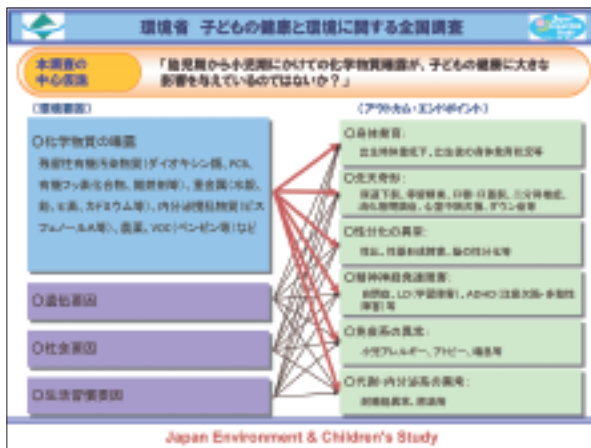 環境省 子どもの健康と環境に関する全国調査
本調査の
中心仮説
「胎児期から小児期にかけての化学物質曝露が、子どもの健康に大きな
影響を与えているのではないか?」
(環境要因)
(アウトカム・エンドポイント)
○化学物質の曝露
残留性有機汚染物質(ダイオキシン類、PCB、
有機フッ素化合物、難燃剤等)、重金属(水銀、
鉛、ヒ素、カドミウム等)、内分泌攪乱物質(ビス
フェノールA等)、農薬、VOC(ベンゼン等)など
○遺伝要因
○社会要因
○生活習慣要因
○身体発育:
出生時体重低下、出生後の身体発育状況等
○先天奇形:
尿道下裂、停留精巣、口唇・口蓋裂、二分脊椎症、
消化管閉鎖症、心室中隔欠損、ダウン症等
○性分化の異常:
性比、性器形成障害、脳の性分化等
○精神神経発達障害:
自閉症、LD(学習障害)、ADHD(注意欠陥・多動性
障害)等
○免疫系の異常:
小児アレルギー、アトピー、喘息等
○代謝・内分泌系の異常:
耐糖能異常、肥満等
Japan Environment & Children's Study